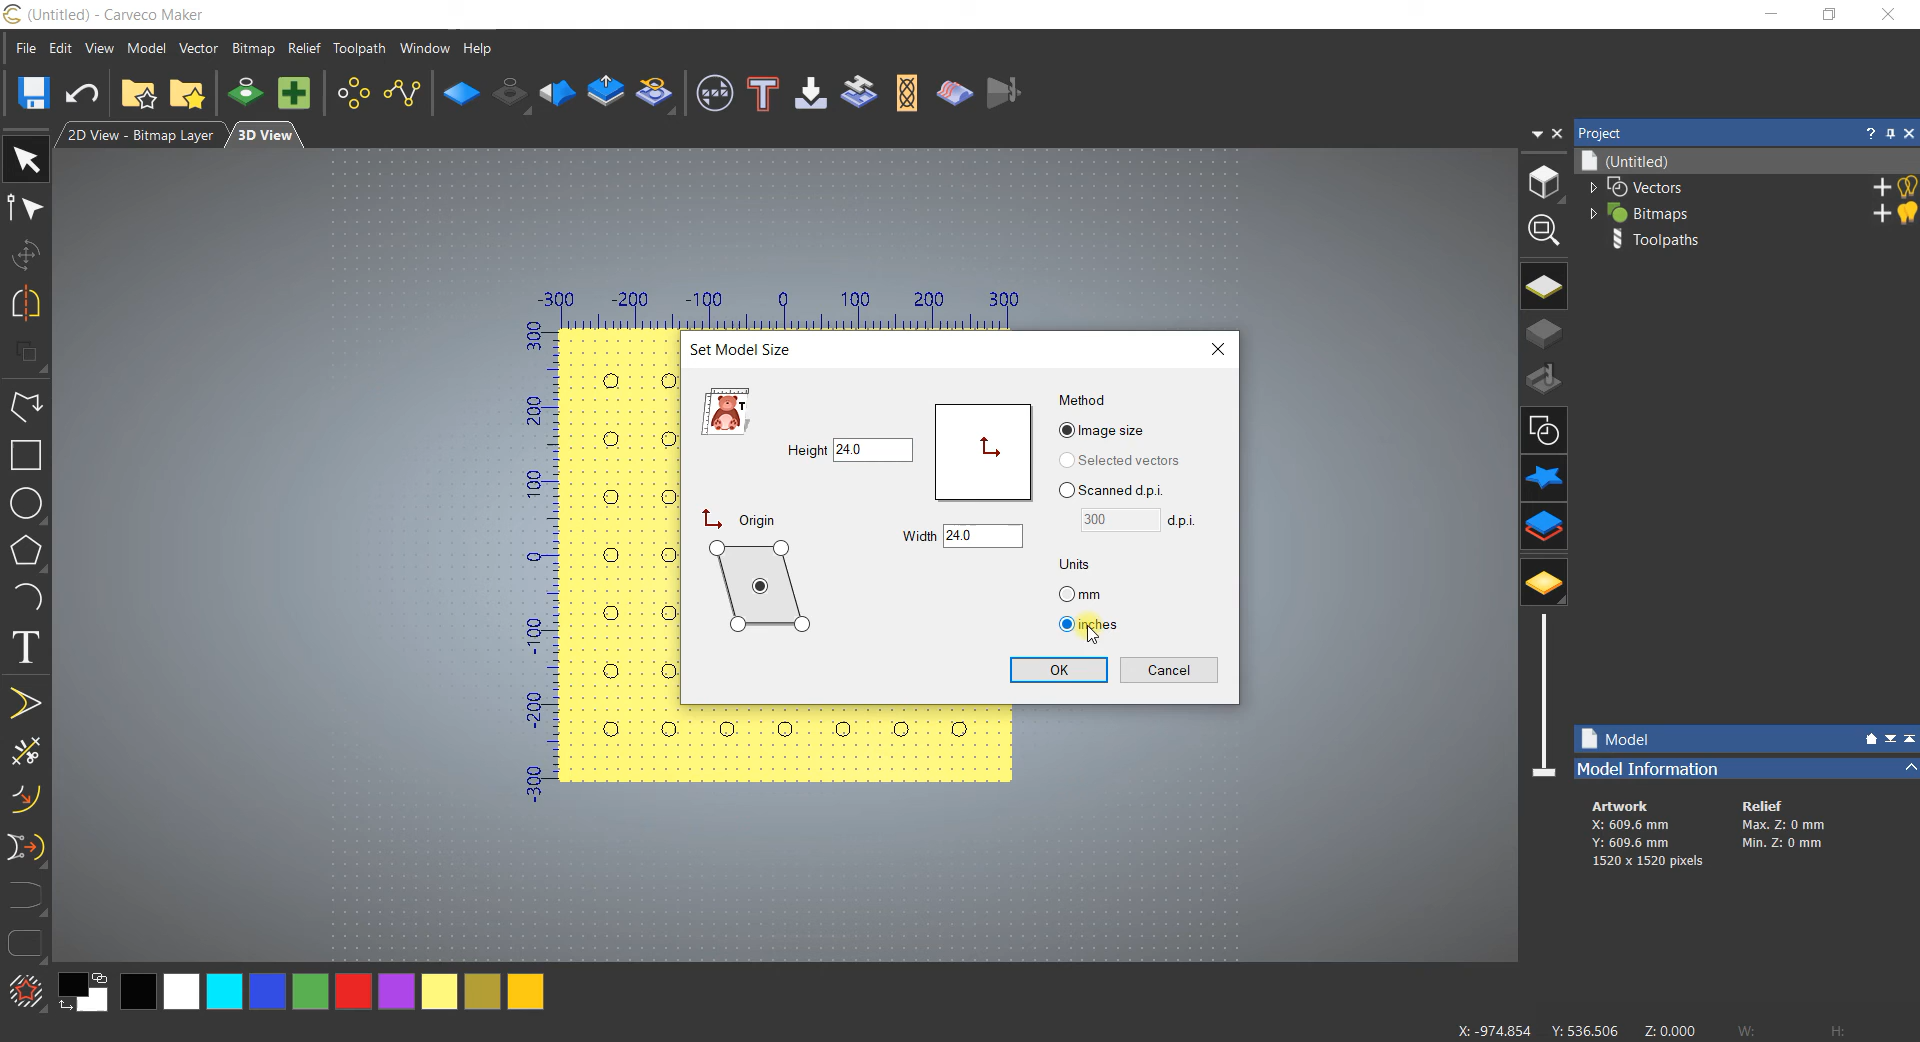 (Untitled) - Carveco Maker
File Edit View Model Vector Bitmap Relief Toolpath Window Help
2D View - Bitmap Layer 3D View
Project ?
(Untitled)
Vectors
Bitmaps
Toolpaths
-300 -200 -100 0 100 200 300
300
200
100
0
-100
-200
-300
Set Model Size
T
Height 24.0
Origin
Width 24.0
Method
Image size
Selected vectors
Scanned d.p.i.
300 d.p.i.
Units
mm
inches
OK Cancel
Model
Model Information
Artwork Relief
X: 609.6 mm Max. Z: 0 mm
Y: 609.6 mm Min. Z: 0 mm
1520 x 1520 pixels
X: -974.854 Y: 536.506 Z: 0.000 W: H: